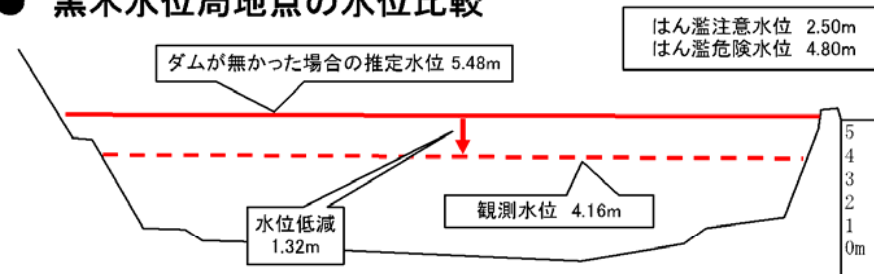 ● 黒木水位局地点の水位比較
はん濫注意水位 2.50m
はん濫危険水位 4.80m
ダムが無かった場合の推定水位 5.48m
水位低減
1.32m
観測水位 4.16m
5
4
3
2
1
0m